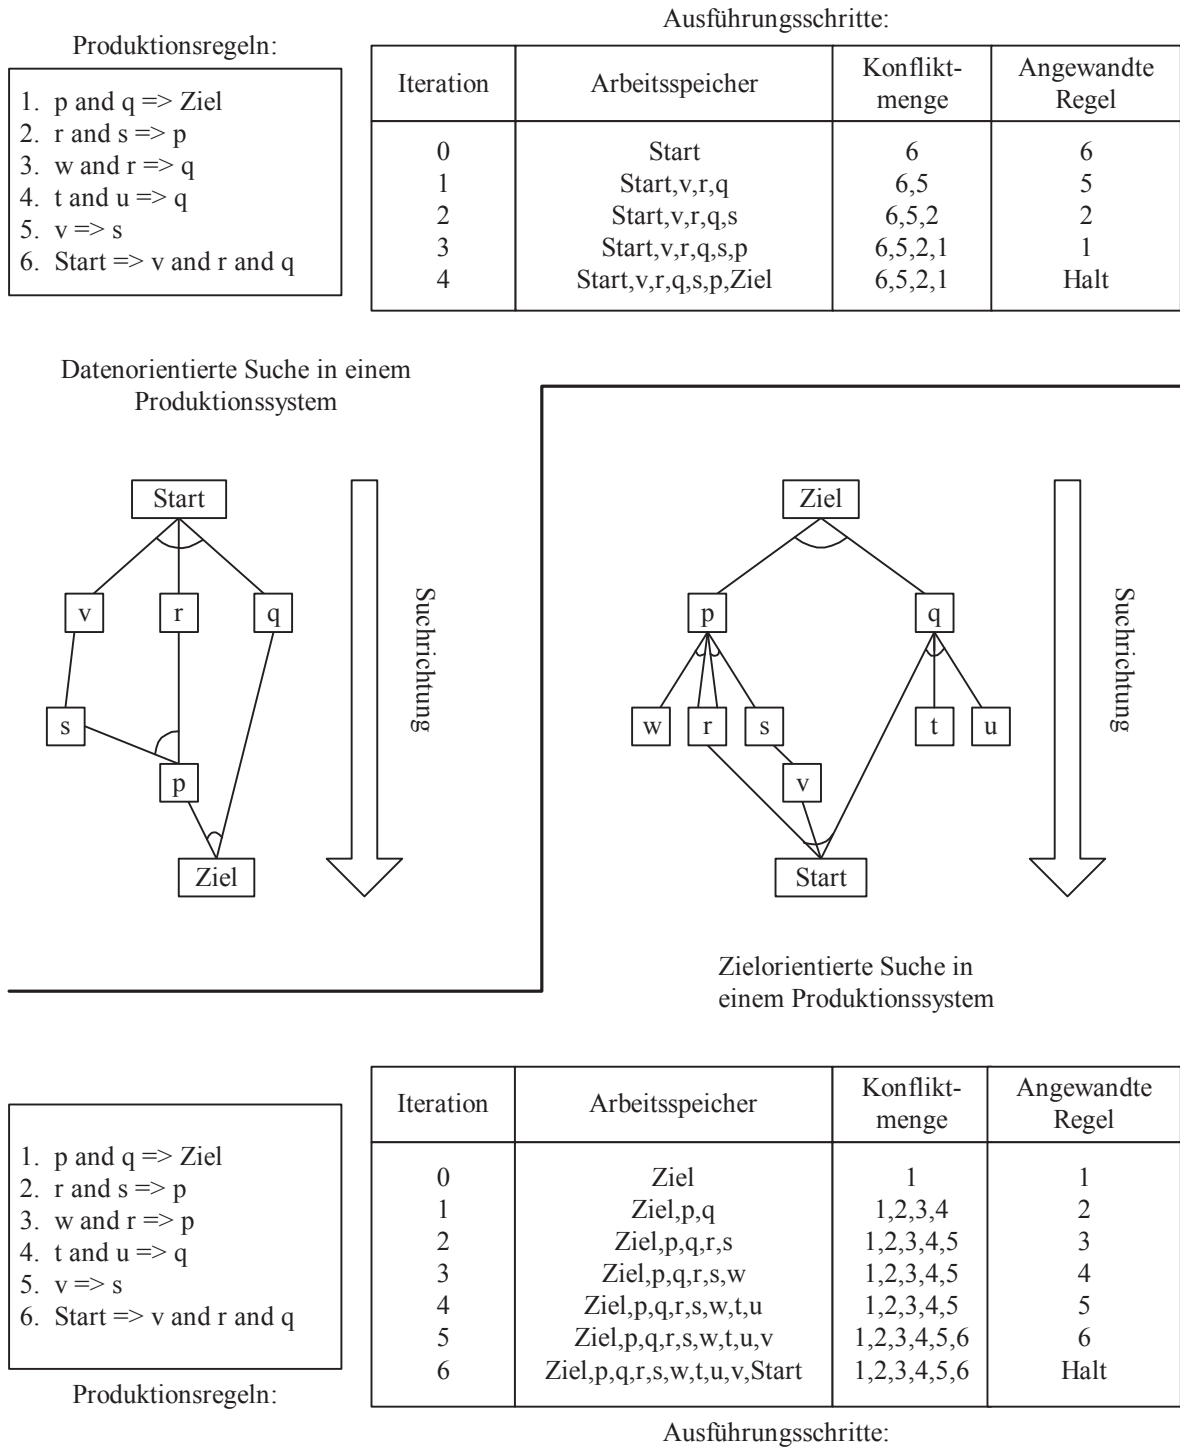 Ausführungsschritte:
Produktionsregeln:
1. p and q => Ziel
2. r and s => p
3. w and r => q
4. t and u => q
5. v => s
6. Start => v and r and q
Iteration Arbeitsspeicher Konflikt- Angewandte
menge Regel
0 Start 6 6
1 Start,v,r,q 6,5 5
2 Start,v,r,q,s 6,5,2 2
3 Start,v,r,q,s,p 6,5,2,1 1
4 Start,v,r,q,s,p,Ziel 6,5,2,1 Halt
Datenorientierte Suche in einem
Produktionssystem
Start
v r q
s
p
Ziel
Suchrichtung
Ziel
p q
w r s t u
v
Start
Suchrichtung
Zielorientierte Suche in
einem Produktionssystem
1. p and q => Ziel
2. r and s => p
3. w and r => p
4. t and u => q
5. v => s
6. Start => v and r and q
Produktionsregeln:
Iteration Arbeitsspeicher Konflikt- Angewandte
menge Regel
0 Ziel 1 1
1 Ziel,p,q 1,2,3,4 2
2 Ziel,p,q,r,s 1,2,3,4,5 3
3 Ziel,p,q,r,s,w 1,2,3,4,5 4
4 Ziel,p,q,r,s,w,t,u 1,2,3,4,5 5
5 Ziel,p,q,r,s,w,t,u,v 1,2,3,4,5,6 6
6 Ziel,p,q,r,s,w,t,u,v,Start 1,2,3,4,5,6 Halt
Ausführungsschritte: